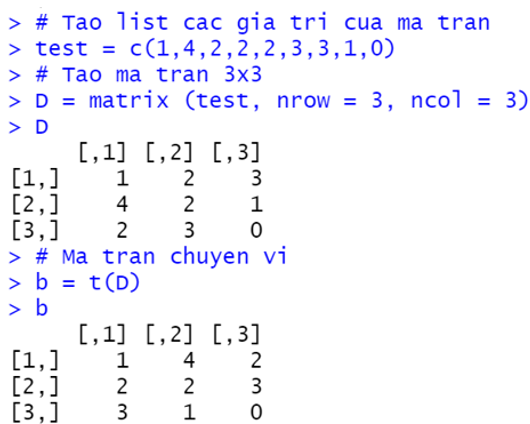 > # Tao list cac gia tri cua ma tran
> test = c(1,4,2,2,2,3,3,1,0)
> # Tao ma tran 3x3
> D = matrix (test, nrow = 3, ncol = 3)
> D
     [,1] [,2] [,3]
[1,]    1    2    3
[2,]    4    2    1
[3,]    2    3    0
> # Ma tran chuyen vi
> b = t(D)
> b
     [,1] [,2] [,3]
[1,]    1    4    2
[2,]    2    2    3
[3,]    3    1    0